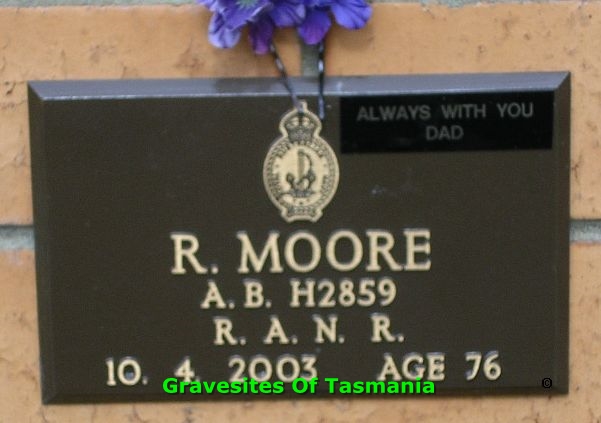 ALWAYS WITH YOU
DAD
R. MOORE
A. B. H2859
R. A. N. R.
10. 4. 2003 AGE 76
Gravesites Of Tasmania ©